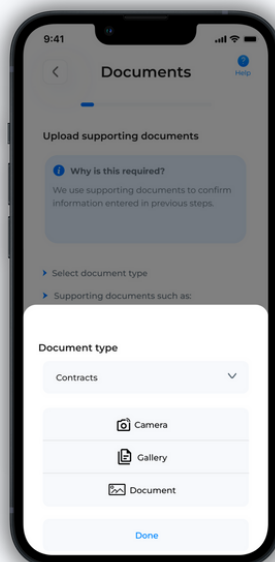 9:41
Documents
Help
Upload supporting documents
Why is this required?
We use supporting documents to confirm
information entered in previous steps.
Select document type
Supporting documents such as:
Document type
Contracts
Camera
Gallery
Document
Done